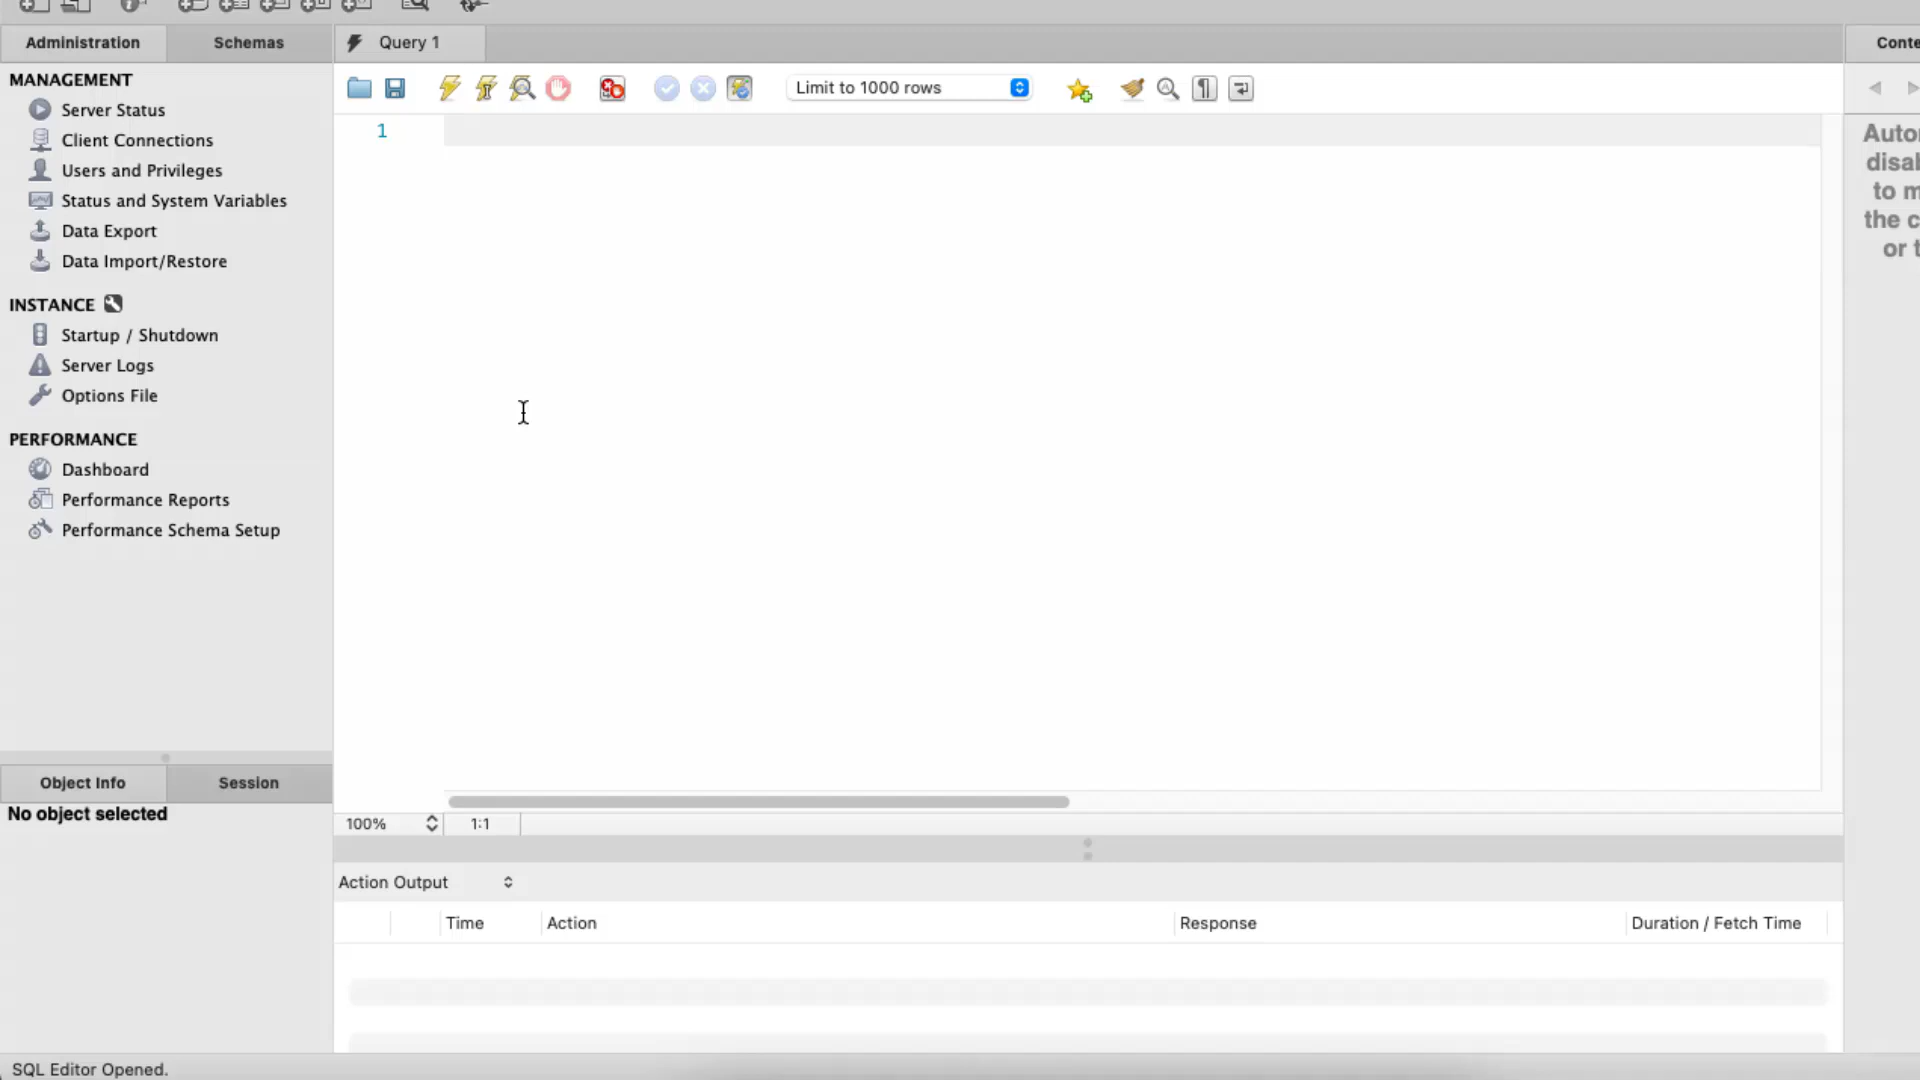 Administration
Schemas
Query 1
MANAGEMENT
Server Status
Client Connections
Users and Privileges
Status and System Variables
Data Export
Data Import/Restore
INSTANCE
Startup / Shutdown
Server Logs
Options File
PERFORMANCE
Dashboard
Performance Reports
Performance Schema Setup
Object Info
Session
No object selected
Limit to 1000 rows
1
100%
1:1
Action Output
Time
Action
Response
Duration / Fetch Time
to
the
or
SQL Editor Opened.